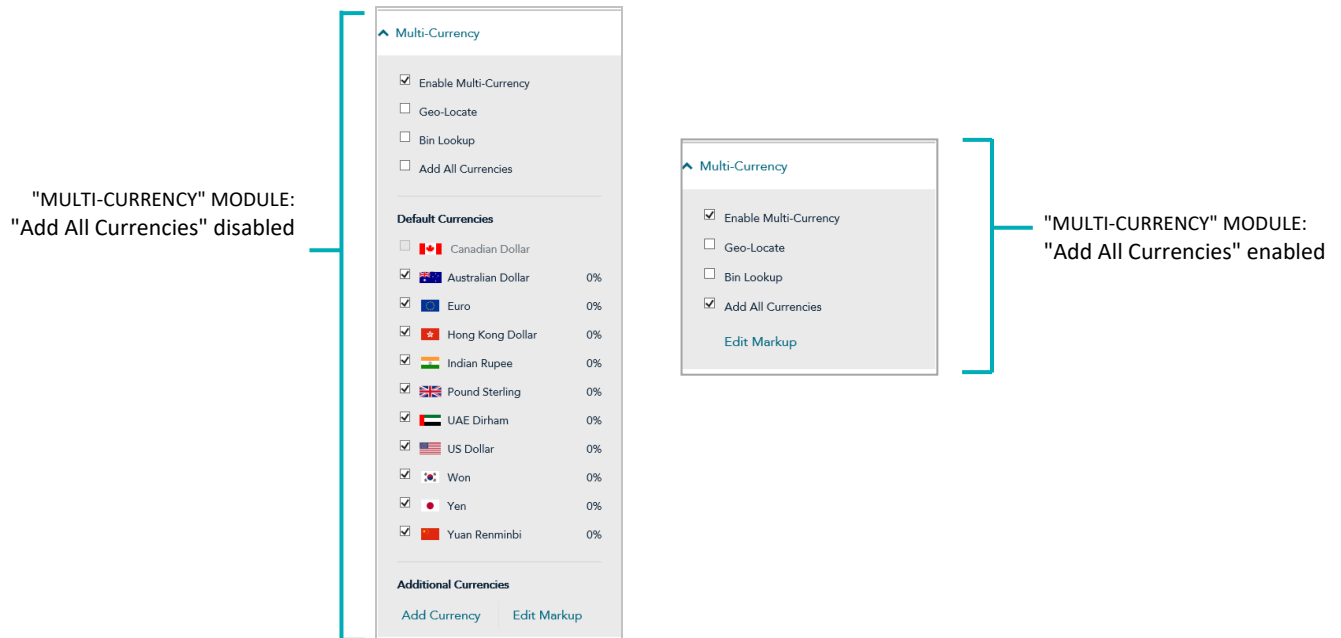 "MULTI-CURRENCY" MODULE:
"Add All Currencies" disabled
Multi-Currency
Enable Multi-Currency
Geo-Locate
Bin Lookup
Add All Currencies
Default Currencies
Canadian Dollar
Australian Dollar 0%
Euro 0%
Hong Kong Dollar 0%
Indian Rupee 0%
Pound Sterling 0%
UAE Dirham 0%
US Dollar 0%
Won 0%
Yen 0%
Yuan Renminbi 0%
Additional Currencies
Add Currency Edit Markup
Multi-Currency
Enable Multi-Currency
Geo-Locate
Bin Lookup
Add All Currencies
Edit Markup
"MULTI-CURRENCY" MODULE:
"Add All Currencies" enabled